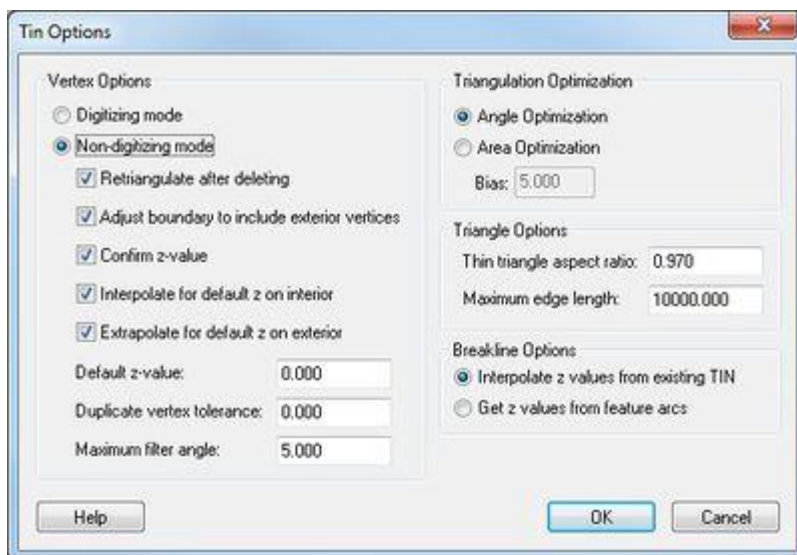 Tin Options
Vertex Options
Digitizing mode
Non-digitizing mode
Retriangulate after deleting
Adjust boundary to include exterior vertices
Confirm z-value
Interpolate for default z on interior
Extrapolate for default z on exterior
Default z-value: 0.000
Duplicate vertex tolerance: 0.000
Maximum filter angle: 5.000
Triangulation Optimization
Angle Optimization
Area Optimization
Bias: 5.000
Triangle Options
Thin triangle aspect ratio: 0.970
Maximum edge length: 10000.000
Breakline Options
Interpolate z values from existing TIN
Get z values from feature arcs
Help
OK
Cancel